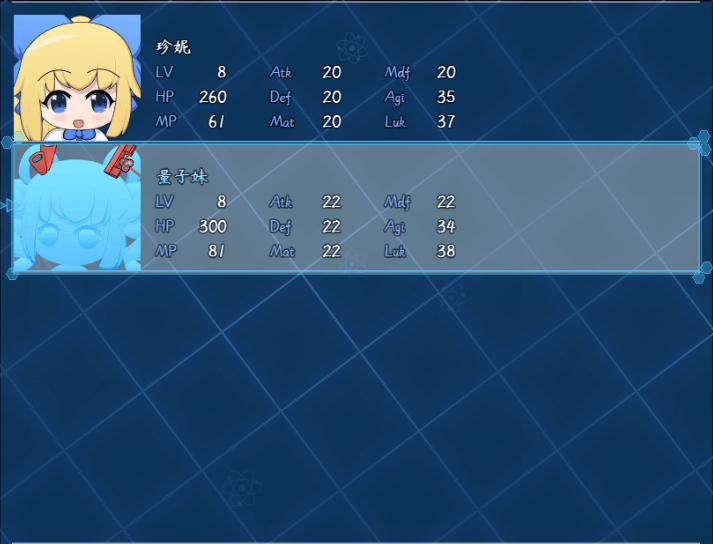 珍妮
LV 8 Atk 20 Mdf 20
HP 260 Def 20 Agi 35
MP 61 Mat 20 Luk 37
量子妹
LV 8 Atk 22 Mdf 22
HP 300 Def 22 Agi 34
MP 81 Mat 22 Luk 38